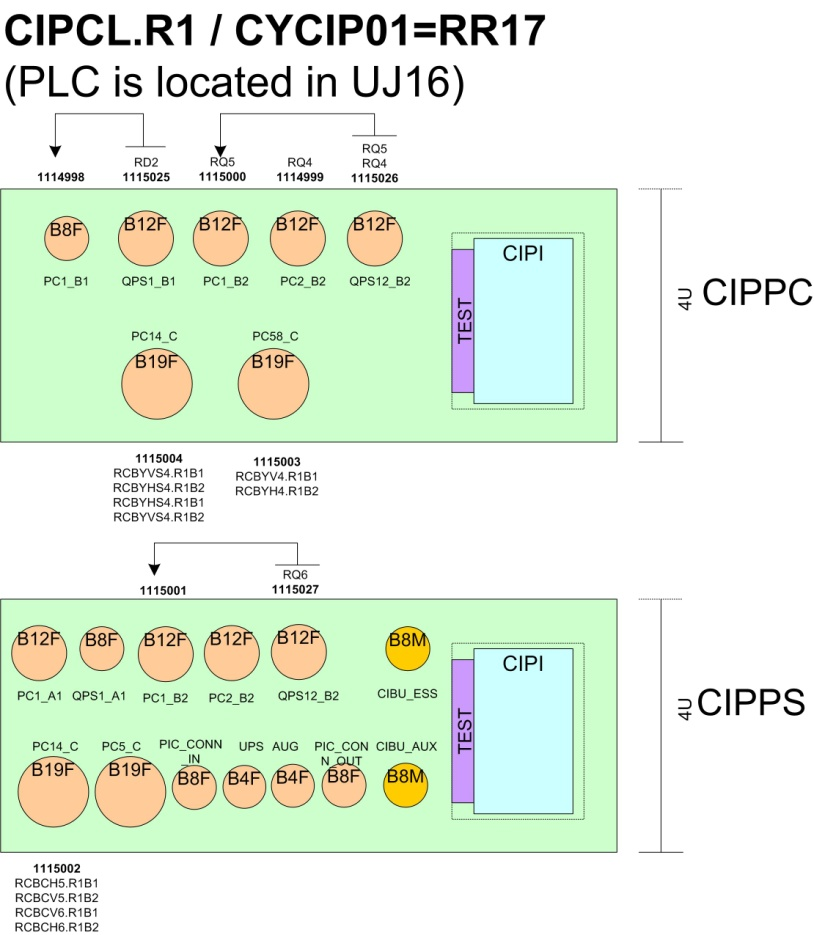 CIPCL.R1 / CYCIP01=RR17
(PLC is located in UJ16)
RD2 RQ5 RQ4 RQ5
RQ4
1114998 1115025 1115000 1114999 1115026
B8F B12F B12F B12F B12F
PC1_B1 QPS1_B1 PC1_B2 PC2_B2 QPS12_B2
CIPI
TEST
4U
CIPPC
PC14_C PC58_C
B19F B19F
1115004
RCBYVS4.R1B1
RCBYHS4.R1B2
RCBYHS4.R1B1
RCBYVS4.R1B2
1115003
RCBYV4.R1B1
RCBYH4.R1B2
RQ6
1115001 1115027
B12F B8F B12F B12F B12F B8M
PC1_A1 QPS1_A1 PC1_B2 PC2_B2 QPS12_B2 CIBU_ESS
CIPI
TEST
4U
CIPPS
PC14_C PC5_C PIC_CONN
_IN UPS AUG PIC_CON
N_OUT CIBU_AUX
B19F B19F B8F B4F B4F B8F B8M
1115002
RCBCH5.R1B1
RCBCV5.R1B2
RCBCV6.R1B1
RCBCH6.R1B2